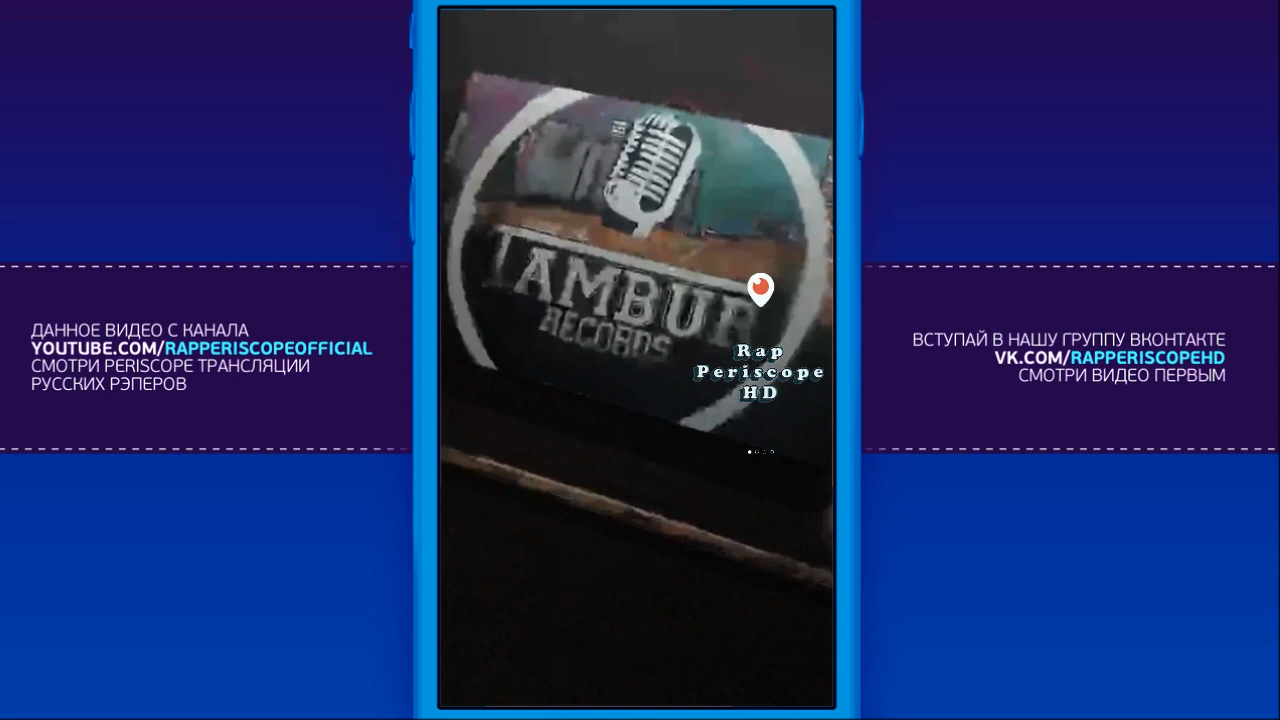 ДАННОЕ ВИДЕО С КАНАЛА
YOUTUBE.COM/RAPPERISCOPEOFFICIAL
СМОТРИ PERISCOPE ТРАНСЛЯЦИИ
РУССКИХ РЭПЕРОВ
TAMBUR
RECORDS
Rap
Periscope
HD
ВСТУПАЙ В НАШУ ГРУППУ ВКОНТАКТЕ
VK.COM/RAPPERISCOPEHD
СМОТРИ ВИДЕО ПЕРВЫМ